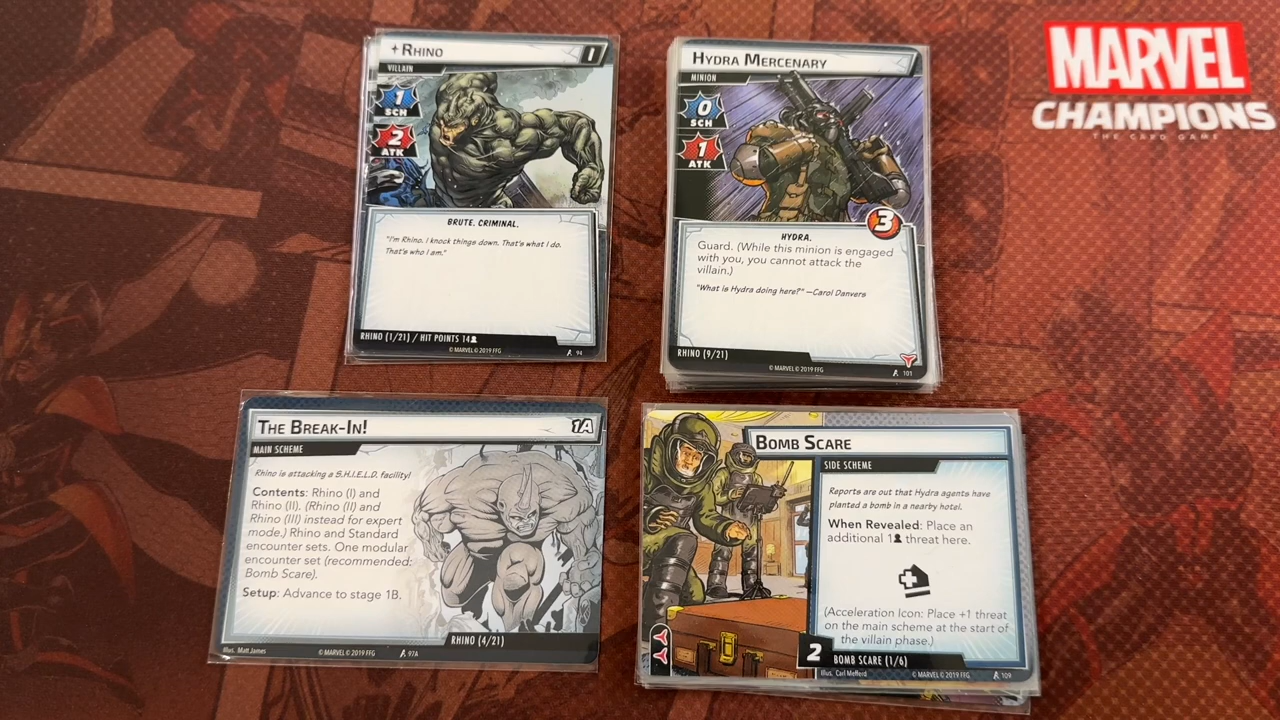 RHINO
I
VILLAIN
1
SCH
2
ATK
BRUTE. CRIMINAL.
"I'm Rhino. I knock things down. That's what I do.
That's who I am."
RHINO (1/21) / HIT POINTS 14
© MARVEL © 2019 FFG
94
HYDRA MERCENARY
MINION
0
SCH
1
ATK
3
HYDRA.
Guard. (While this minion is engaged
with you, you cannot attack the
villain.)
"What is Hydra doing here?" —Carol Danvers
RHINO (9/21)
© MARVEL © 2019 FFG
101
MARVEL
CHAMPIONS
THE CARD GAME
THE BREAK-IN!
1A
MAIN SCHEME
Rhino is attacking a S.H.I.E.L.D. facility!
Contents: Rhino (I) and
Rhino (II). (Rhino (II) and
Rhino (III) instead for expert
mode.) Rhino and Standard
encounter sets. One modular
encounter set (recommended:
Bomb Scare).
Setup: Advance to stage 1B.
RHINO (4/21)
Illus. Matt James
© MARVEL © 2019 FFG
97A
BOMB SCARE
SIDE SCHEME
Reports are out that Hydra agents have
planted a bomb in a nearby hotel.
When Revealed: Place an
additional 1 threat here.
(Acceleration Icon: Place +1 threat
on the main scheme at the start of
the villain phase.)
2
BOMB SCARE (1/6)
Illus. Carl Mefferd
© MARVEL © 2019 FFG
109